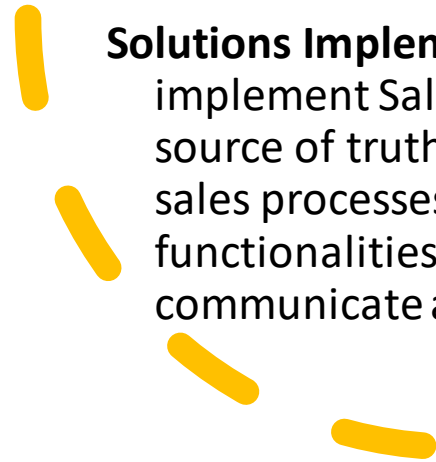 Solutions Implem
implement Sal
source of truth
sales processes
functionalities
communicate a